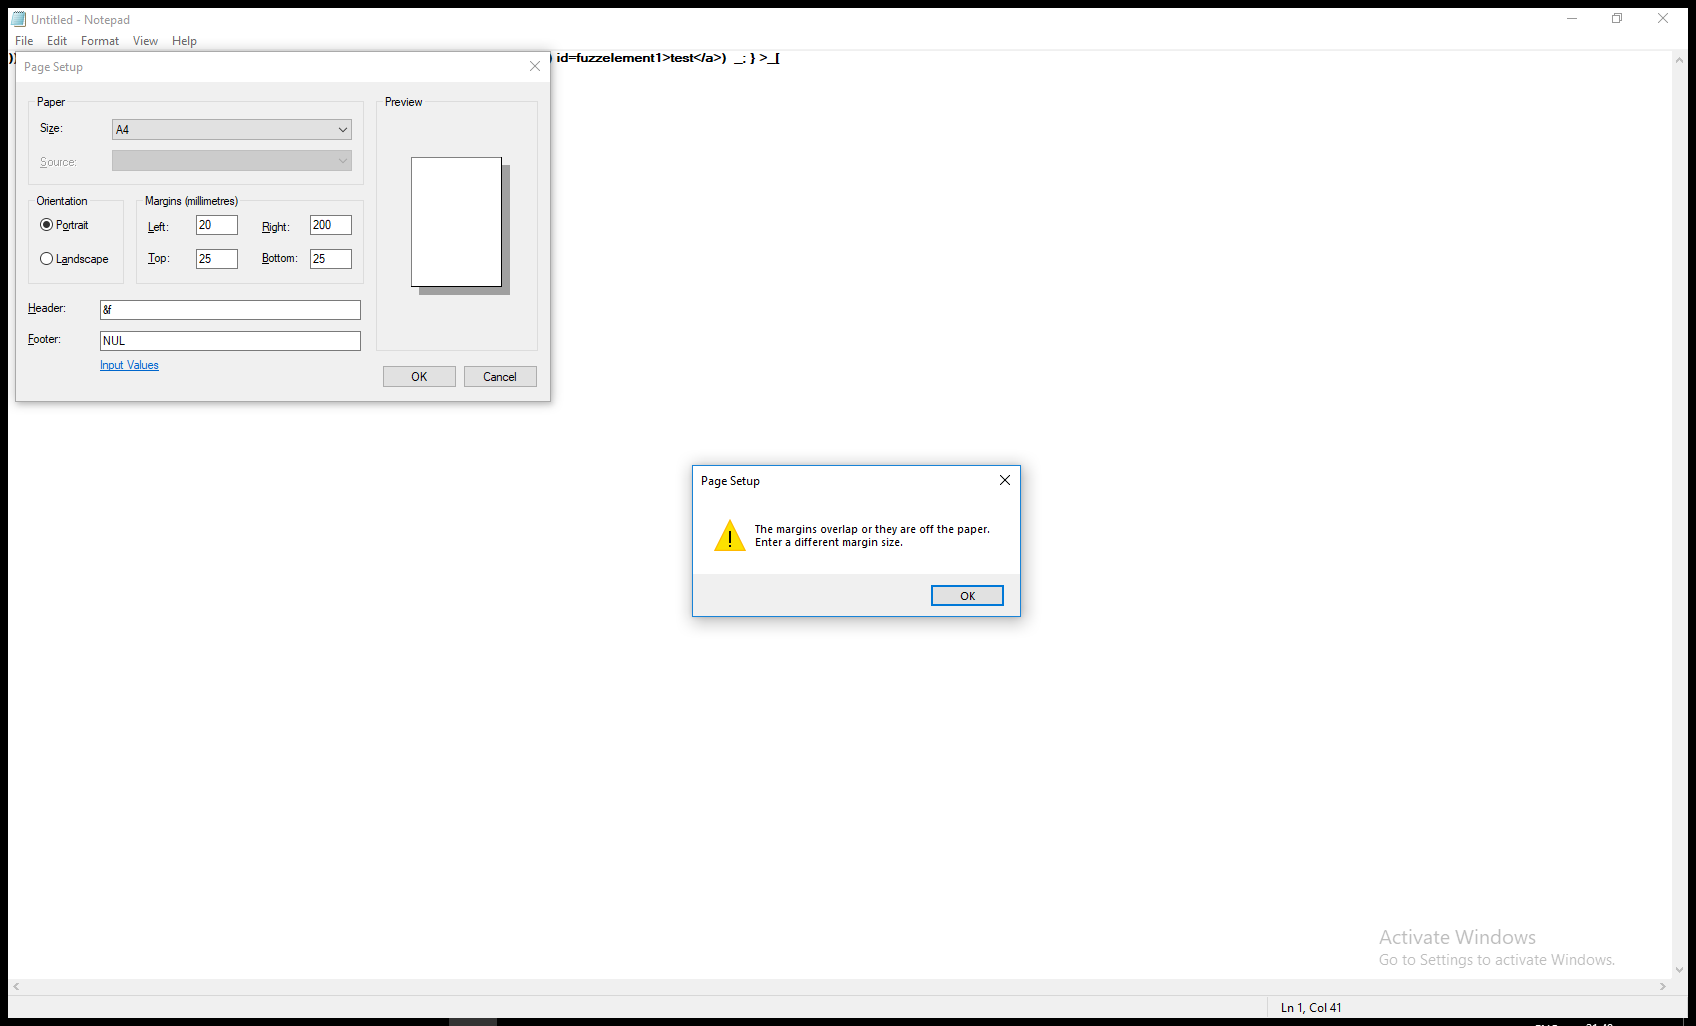 Untitled - Notepad
File Edit Format View Help
id=fuzzelement1>test</a>) _; } >_[
Page Setup
Paper
Size: A4
Source:
Orientation
Portrait
Landscape
Margins (millimetres)
Left: 20 Right: 200
Top: 25 Bottom: 25
Header: &f
Footer: NUL
Input Values
Preview
OK Cancel
Page Setup
The margins overlap or they are off the paper.
Enter a different margin size.
OK
Activate Windows
Go to Settings to activate Windows.
Ln 1, Col 41